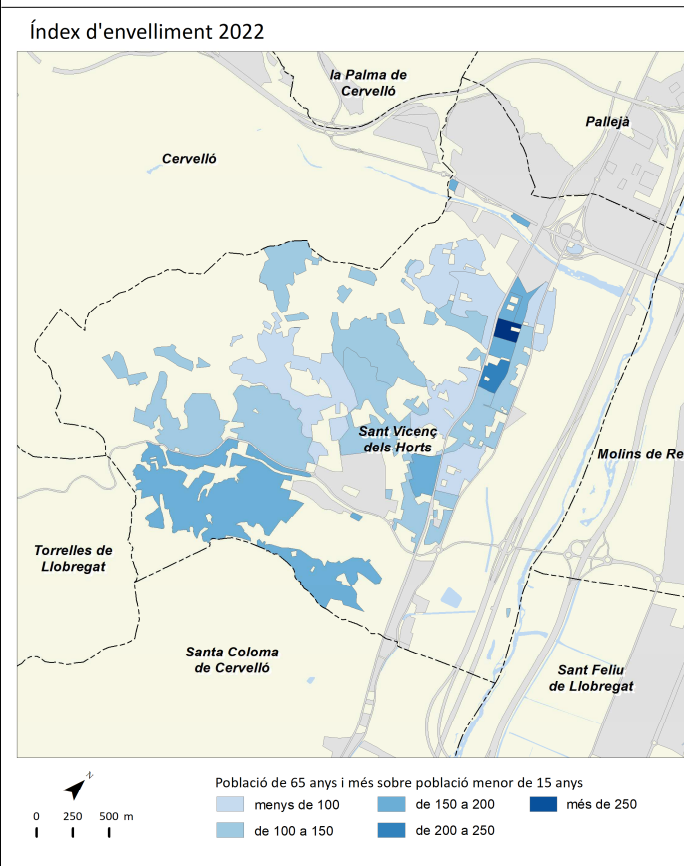 Índex d'envelliment 2022
la Palma de
Cervelló
Pallejà
Cervelló
Sant Vicenç
dels Horts
Molins de Re
Torrelles de
Llobregat
Santa Coloma
de Cervelló
Sant Feliu
de Llobregat
N
0 250 500 m
Població de 65 anys i més sobre població menor de 15 anys
menys de 100
de 150 a 200
més de 250
de 100 a 150
de 200 a 250